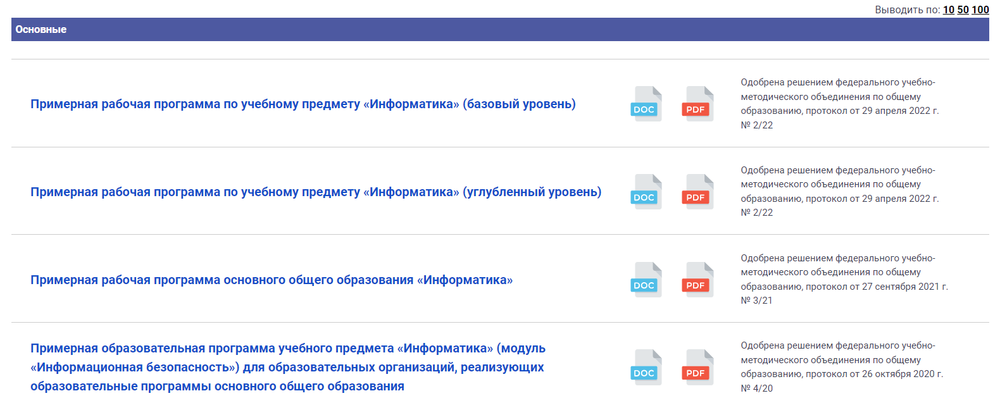 Выводить по: 10 50 100
Основные
Примерная рабочая программа по учебному предмету «Информатика» (базовый уровень)
DOC
PDF
Одобрена решением федерального учебно-
методического объединения по общему
образованию, протокол от 29 апреля 2022 г.
№ 2/22
Примерная рабочая программа по учебному предмету «Информатика» (углубленный уровень)
DOC
PDF
Одобрена решением федерального учебно-
методического объединения по общему
образованию, протокол от 29 апреля 2022 г.
№ 2/22
Примерная рабочая программа основного общего образования «Информатика»
DOC
PDF
Одобрена решением федерального учебно-
методического объединения по общему
образованию, протокол от 27 сентября 2021 г.
№ 3/21
Примерная образовательная программа учебного предмета «Информатика» (модуль
«Информационная безопасность») для образовательных организаций, реализующих
образовательные программы основного общего образования
DOC
PDF
Одобрена решением федерального учебно-
методического объединения по общему
образованию, протокол от 26 октября 2020 г.
№ 4/20